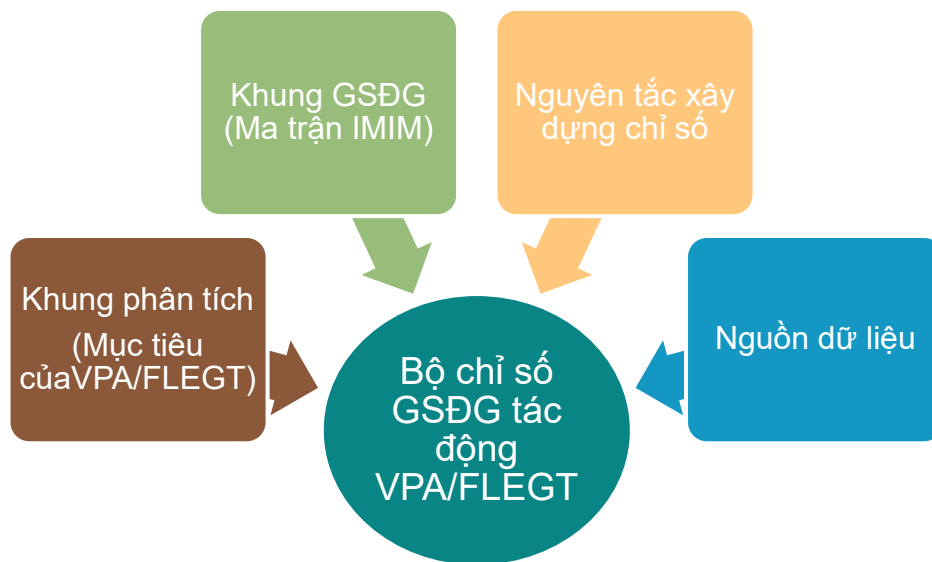 Khung GSĐG
(Ma trận IMIM)
Nguyên tắc xây
dựng chỉ số
Khung phân tích
(Mục tiêu
củaVPA/FLEGT)
Nguồn dữ liệu
Bộ chỉ số
GSĐG tác
động
VPA/FLEGT